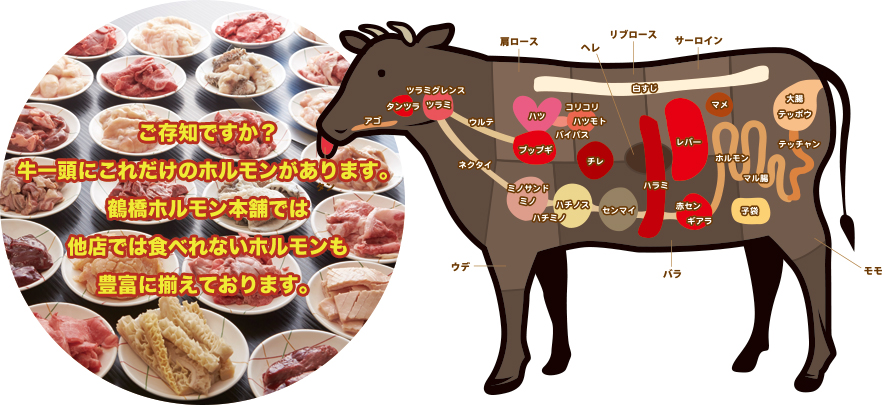 ご存知ですか？
牛一頭にこれだけのホルモンがあります。
鶴橋ホルモン本舗では
他店では食べれないホルモンも
豊富に揃えております。
肩ロース
ヘレ
リブロース
サーロイン
白すじ
ツラミグレンス
タンツラ
ツラミ
アゴ
ウルテ
ネクタイ
ハツ
コリコリ
ハツモト
バイパス
プップギ
チレ
レバー
マメ
大腸
テッポウ
テッチャン
ホルモン
マル腸
ハラミ
ミノサンド
ミノ
ハチノス
ハチミノ
センマイ
赤セン
ギアラ
子袋
ウデ
バラ
モモ